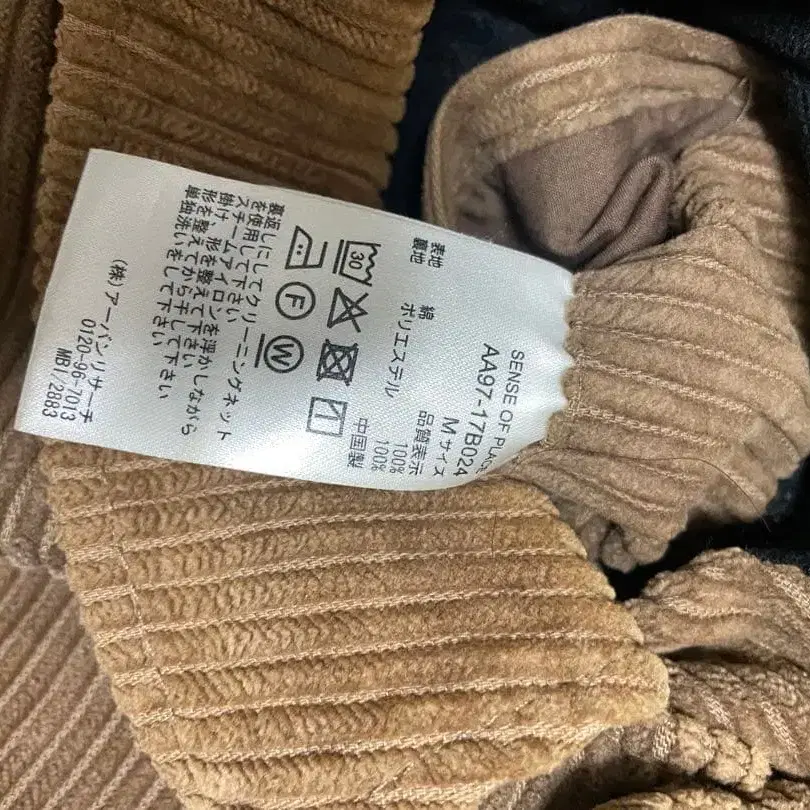 SENSE OF PLACE
AA97-17B024
Mサイズ
品質表示
表地 綿 100%
裏地 ポリエステル 100%
中国製
30
F
W
裏返しにしてクリーニングネット
を使用して下さい
スチームアイロンを浮かしながら
掛け、形を整えて下さい
形を整えてから干して下さい
単独洗いをして下さい
(株)アーバンリサーチ
0120-96-7013
MB1/2883